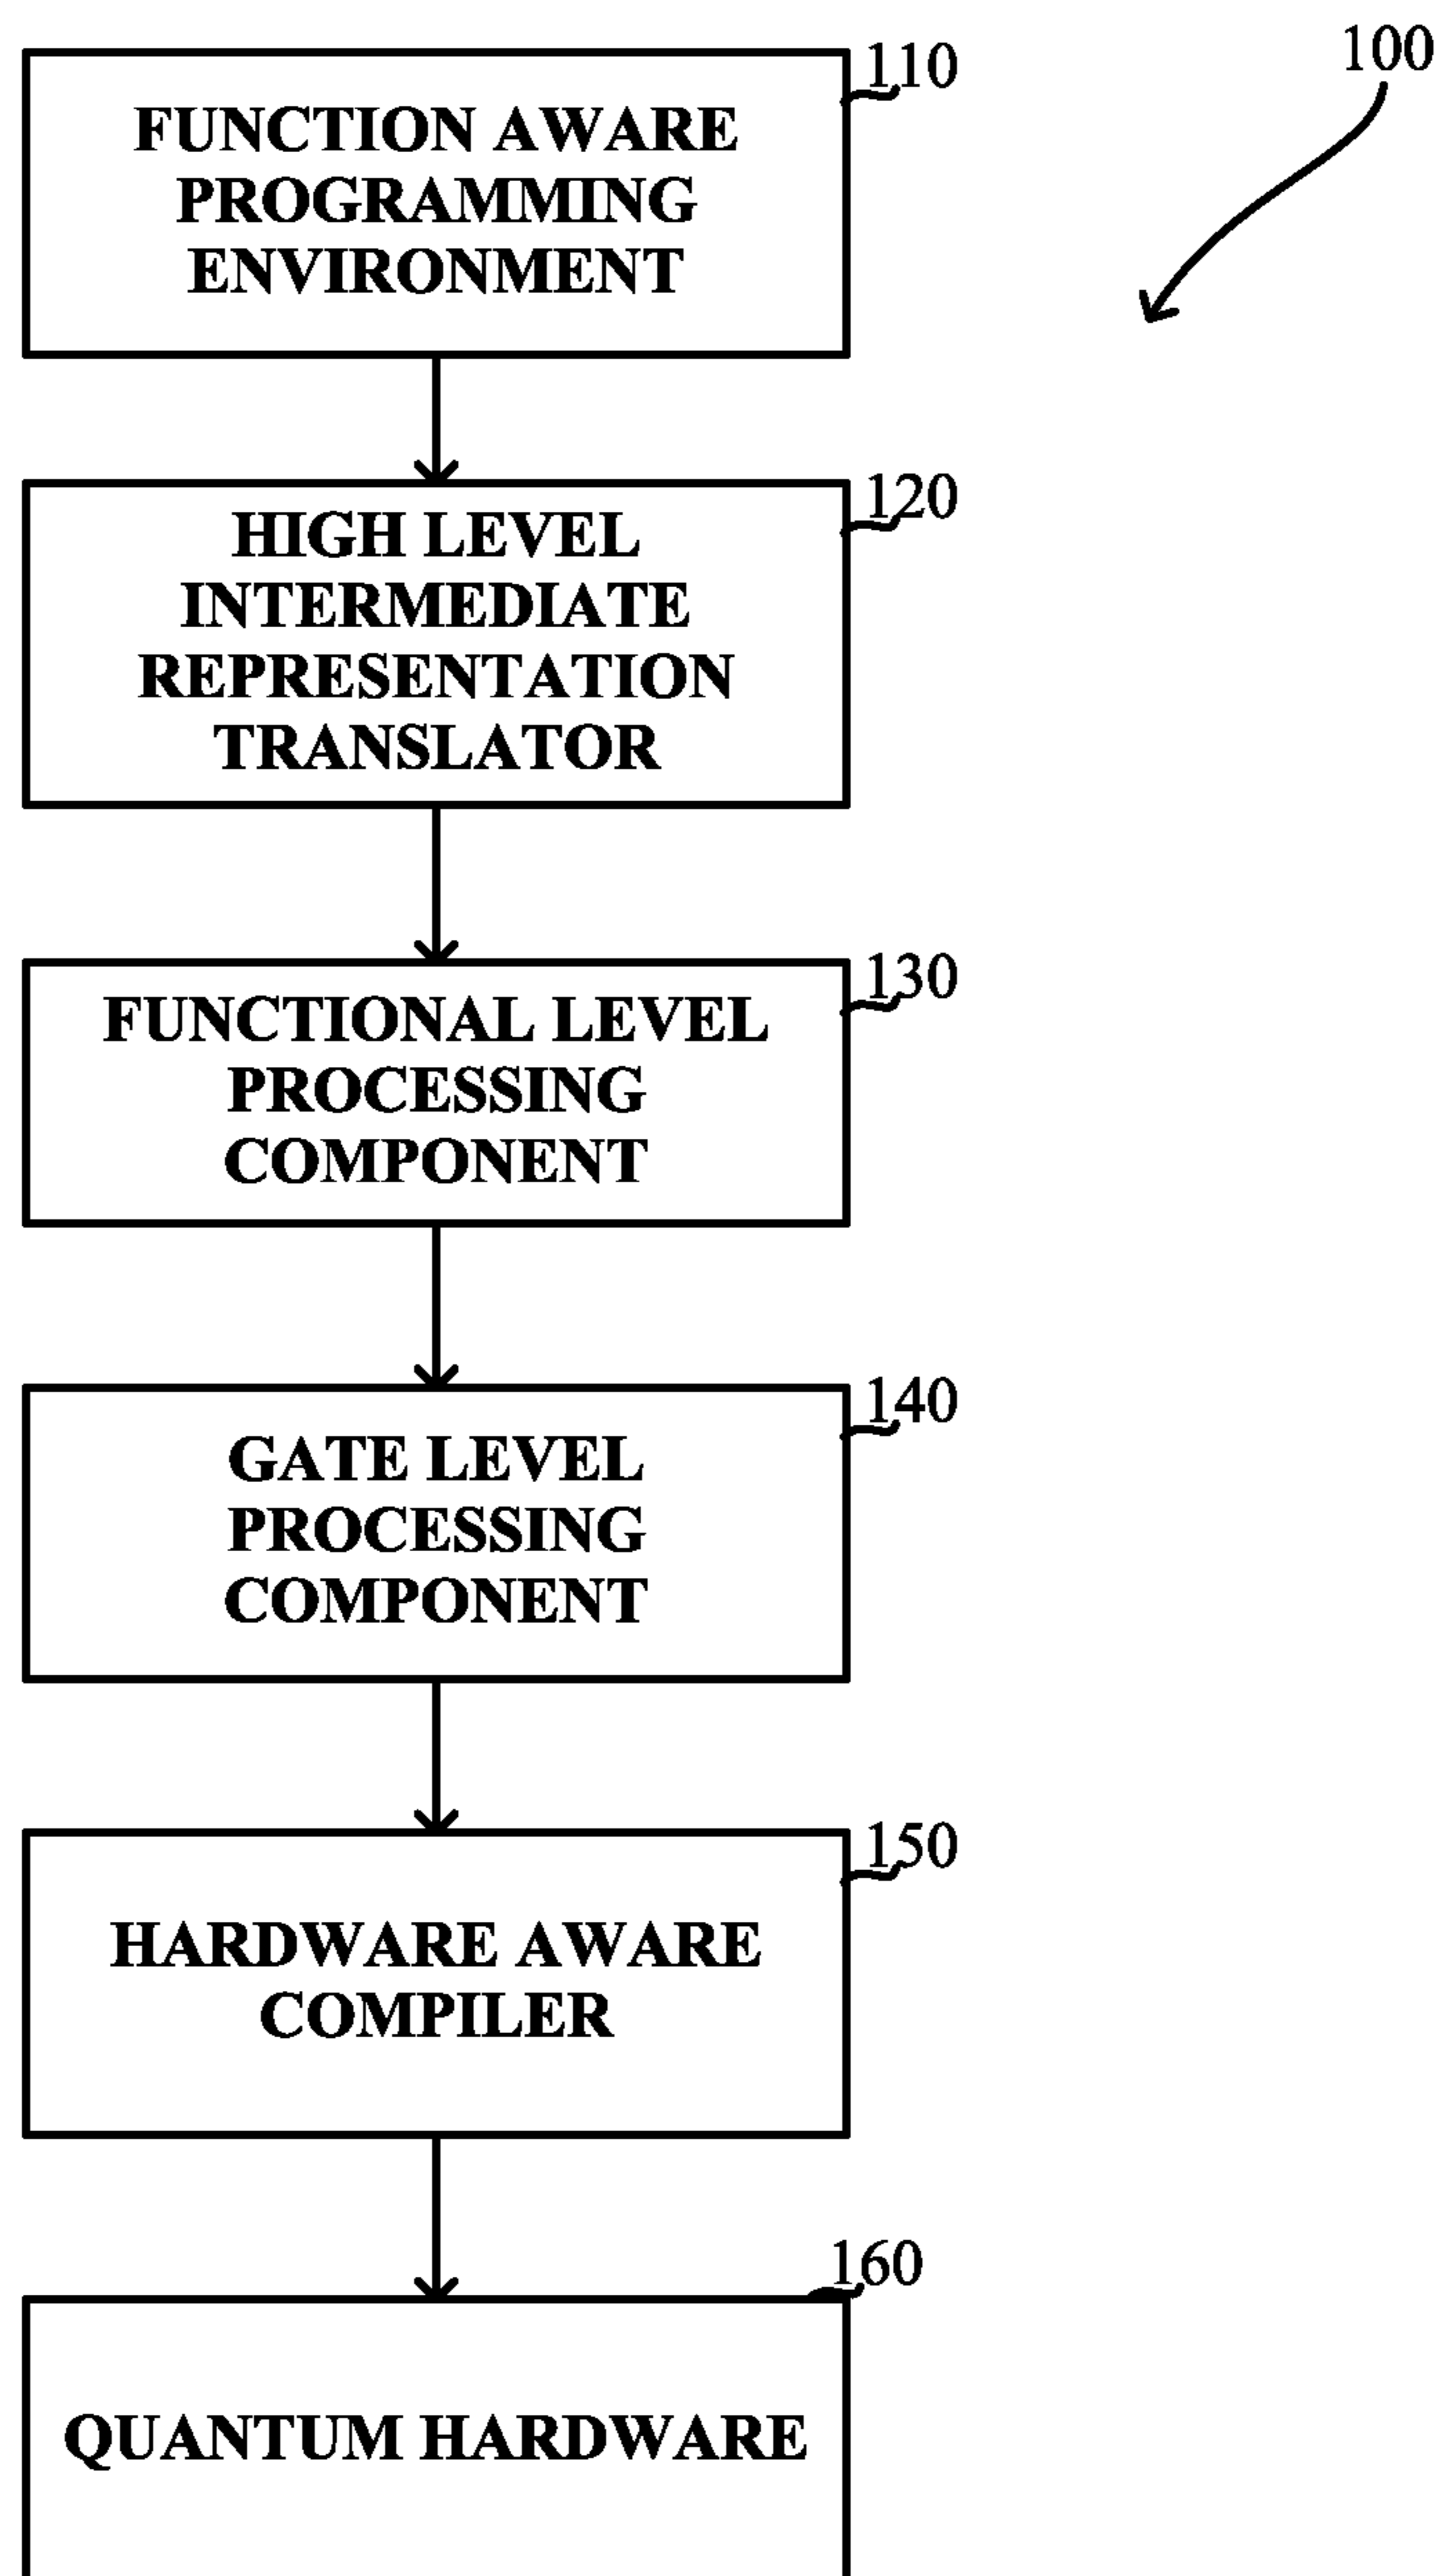 100
110
FUNCTION AWARE
PROGRAMMING
ENVIRONMENT
120
HIGH LEVEL
INTERMEDIATE
REPRESENTATION
TRANSLATOR
130
FUNCTIONAL LEVEL
PROCESSING
COMPONENT
140
GATE LEVEL
PROCESSING
COMPONENT
150
HARDWARE AWARE
COMPILER
160
QUANTUM HARDWARE